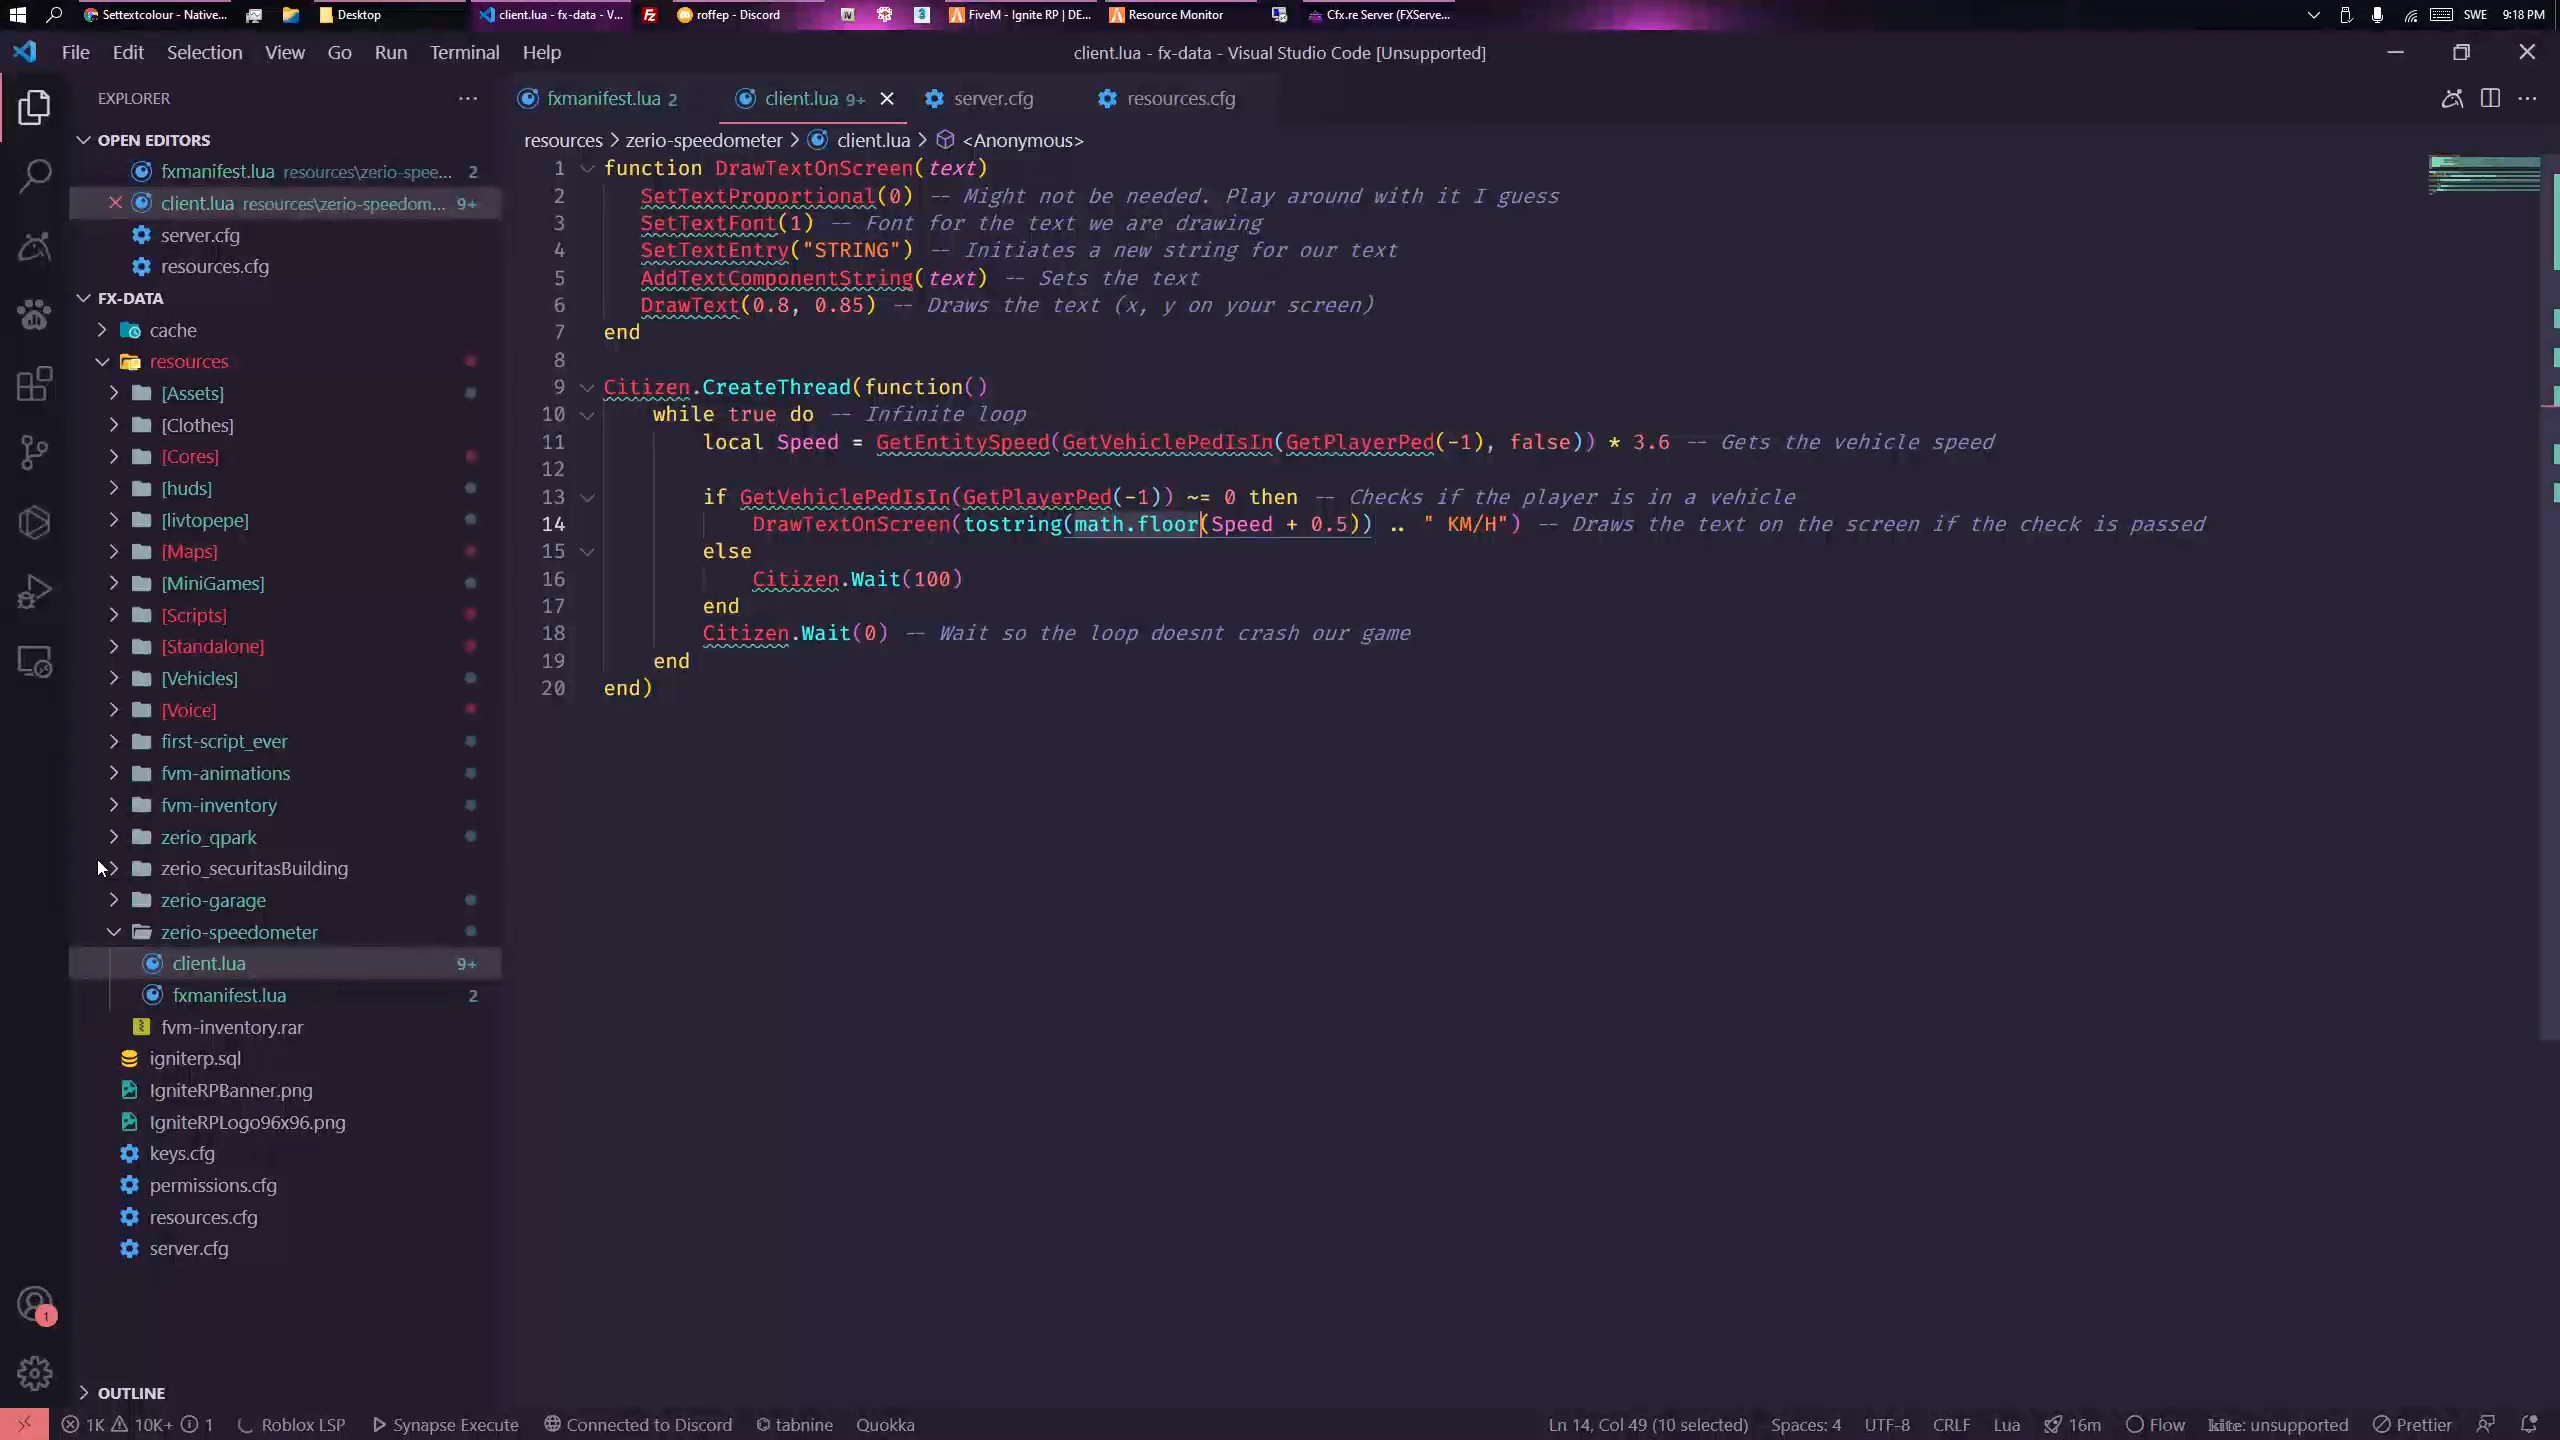 Settextcolour - Native...
Desktop
client.lua - fx-data - V...
roffep - Discord
FiveM - Ignite RP | DE...
Resource Monitor
Cfx.re Server (FXServe...
SWE
9:18 PM
File Edit Selection View Go Run Terminal Help
client.lua - fx-data - Visual Studio Code [Unsupported]
EXPLORER
OPEN EDITORS
fxmanifest.lua resources\zerio-spee... 2
client.lua resources\zerio-speedom... 9+
server.cfg
resources.cfg
FX-DATA
cache
resources
[Assets]
[Clothes]
[Cores]
[huds]
[livtopepe]
[Maps]
[MiniGames]
[Scripts]
[Standalone]
[Vehicles]
[Voice]
first-script_ever
fvm-animations
fvm-inventory
zerio_qpark
zerio_securitasBuilding
zerio-garage
zerio-speedometer
client.lua 9+
fxmanifest.lua 2
fvm-inventory.rar
igniterp.sql
IgniteRPBanner.png
IgniteRPLogo96x96.png
keys.cfg
permissions.cfg
resources.cfg
server.cfg
OUTLINE
1
fxmanifest.lua 2
client.lua 9+
server.cfg
resources.cfg
resources > zerio-speedometer > client.lua > <Anonymous>
1 function DrawTextOnScreen(text)
2 SetTextProportional(0) -- Might not be needed. Play around with it I guess
3 SetTextFont(1) -- Font for the text we are drawing
4 SetTextEntry("STRING") -- Initiates a new string for our text
5 AddTextComponentString(text) -- Sets the text
6 DrawText(0.8, 0.85) -- Draws the text (x, y on your screen)
7 end
8
9 Citizen.CreateThread(function()
10 while true do -- Infinite loop
11 local Speed = GetEntitySpeed(GetVehiclePedIsIn(GetPlayerPed(-1), false)) * 3.6 -- Gets the vehicle speed
12
13 if GetVehiclePedIsIn(GetPlayerPed(-1)) ~= 0 then -- Checks if the player is in a vehicle
14 DrawTextOnScreen(tostring(math.floor(Speed + 0.5)) .. " KM/H") -- Draws the text on the screen if the check is passed
15 else
16 Citizen.Wait(100)
17 end
18 Citizen.Wait(0) -- Wait so the loop doesnt crash our game
19 end
20 end)
1K 10K+ 1 Roblox LSP Synapse Execute Connected to Discord tabnine Quokka
Ln 14, Col 49 (10 selected) Spaces: 4 UTF-8 CRLF Lua 16m Flow kite: unsupported Prettier